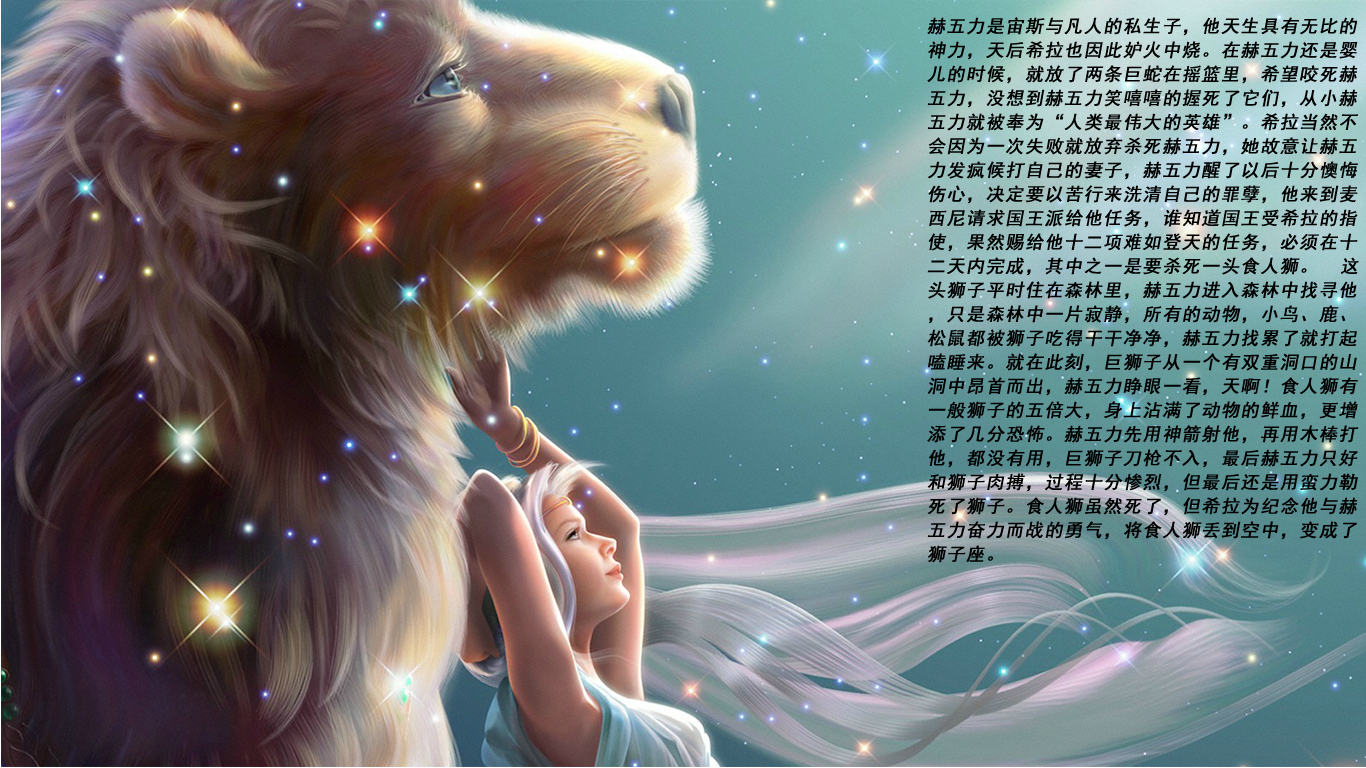 赫五力是宙斯与凡人的私生子，他天生具有无比的
神力，天后希拉也因此妒火中烧。在赫五力还是婴
儿的时候，就放了两条巨蛇在摇篮里，希望咬死赫
五力，没想到赫五力笑嘻嘻的握死了它们，从小赫
五力就被奉为“人类最伟大的英雄”。希拉当然不
会因为一次失败就放弃杀死赫五力，她故意让赫五
力发疯候打自己的妻子，赫五力醒了以后十分懊悔
伤心，决定要以苦行来洗清自己的罪孽，他来到麦
西尼请求国王派给他任务，谁知道国王受希拉的指
使，果然赐给他十二项难如登天的任务，必须在十
二天内完成，其中之一是要杀死一头食人狮。　这
头狮子平时住在森林里，赫五力进入森林中找寻他
，只是森林中一片寂静，所有的动物，小鸟、鹿、
松鼠都被狮子吃得干干净净，赫五力找累了就打起
嗑睡来。就在此刻，巨狮子从一个有双重洞口的山
洞中昂首而出，赫五力睁眼一看，天啊！食人狮有
一般狮子的五倍大，身上沾满了动物的鲜血，更增
添了几分恐怖。赫五力先用神箭射他，再用木棒打
他，都没有用，巨狮子刀枪不入，最后赫五力只好
和狮子肉搏，过程十分惨烈，但最后还是用蛮力勒
死了狮子。食人狮虽然死了，但希拉为纪念他与赫
五力奋力而战的勇气，将食人狮丢到空中，变成了
狮子座。